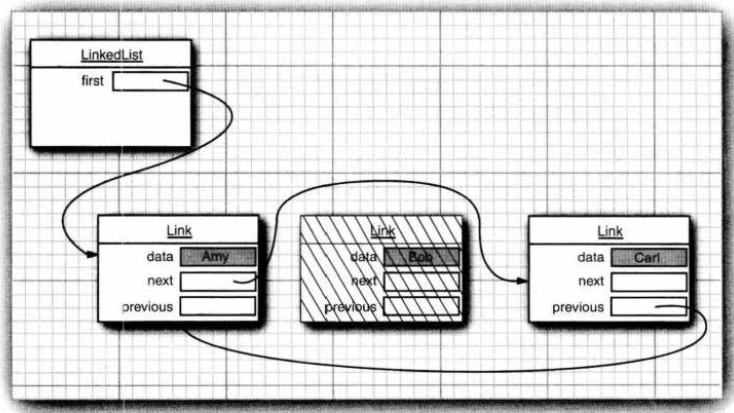 LinkedList
first
Link
data Amy
next
previous
Link
data Bob
next
previous
Link
data Carl
next
previous